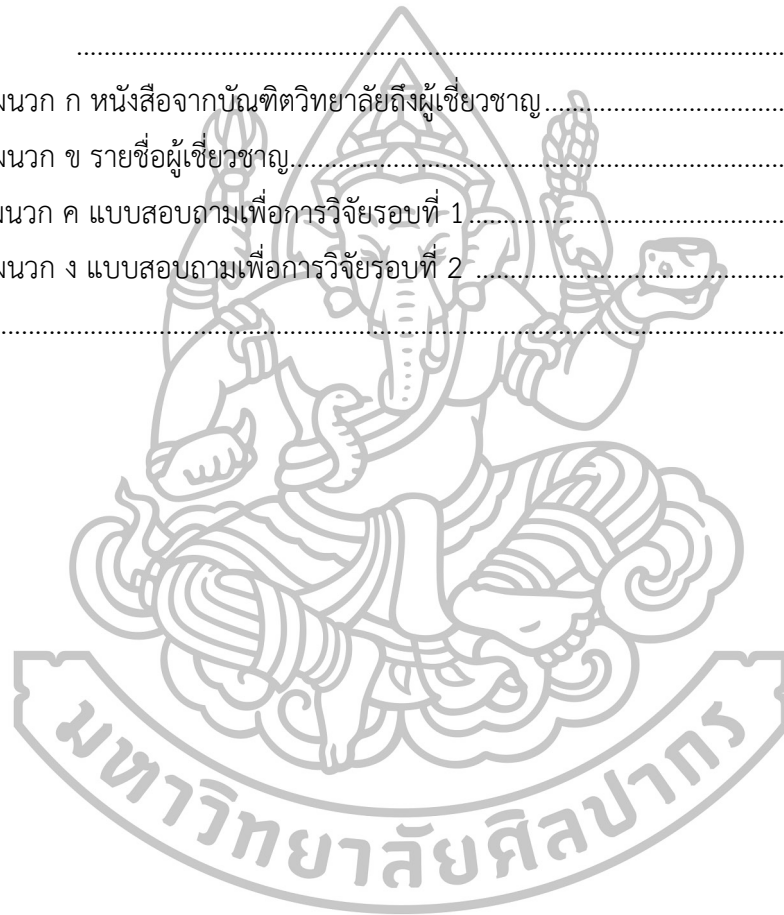 ....................................................................................................
ผนวก ก หนังสือจากบัณฑิตวิทยาลัยถึงผู้เชี่ยวชาญ........................................
ผนวก ข รายชื่อผู้เชี่ยวชาญ..........................................................................
ผนวก ค แบบสอบถามเพื่อการวิจัยรอบที่ 1................................................
ผนวก ง แบบสอบถามเพื่อการวิจัยรอบที่ 2 ...............................................
....................................................................................................................
มหาวิทยาลัยศิลปากร